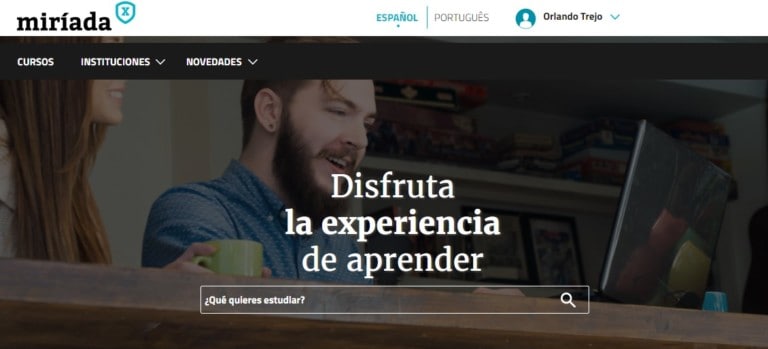 miríada X
ESPAÑOL PORTUGUÊS Orlando Trejo
CURSOS INSTITUCIONES NOVEDADES
Disfruta
la experiencia
de aprender
¿Qué quieres estudiar?